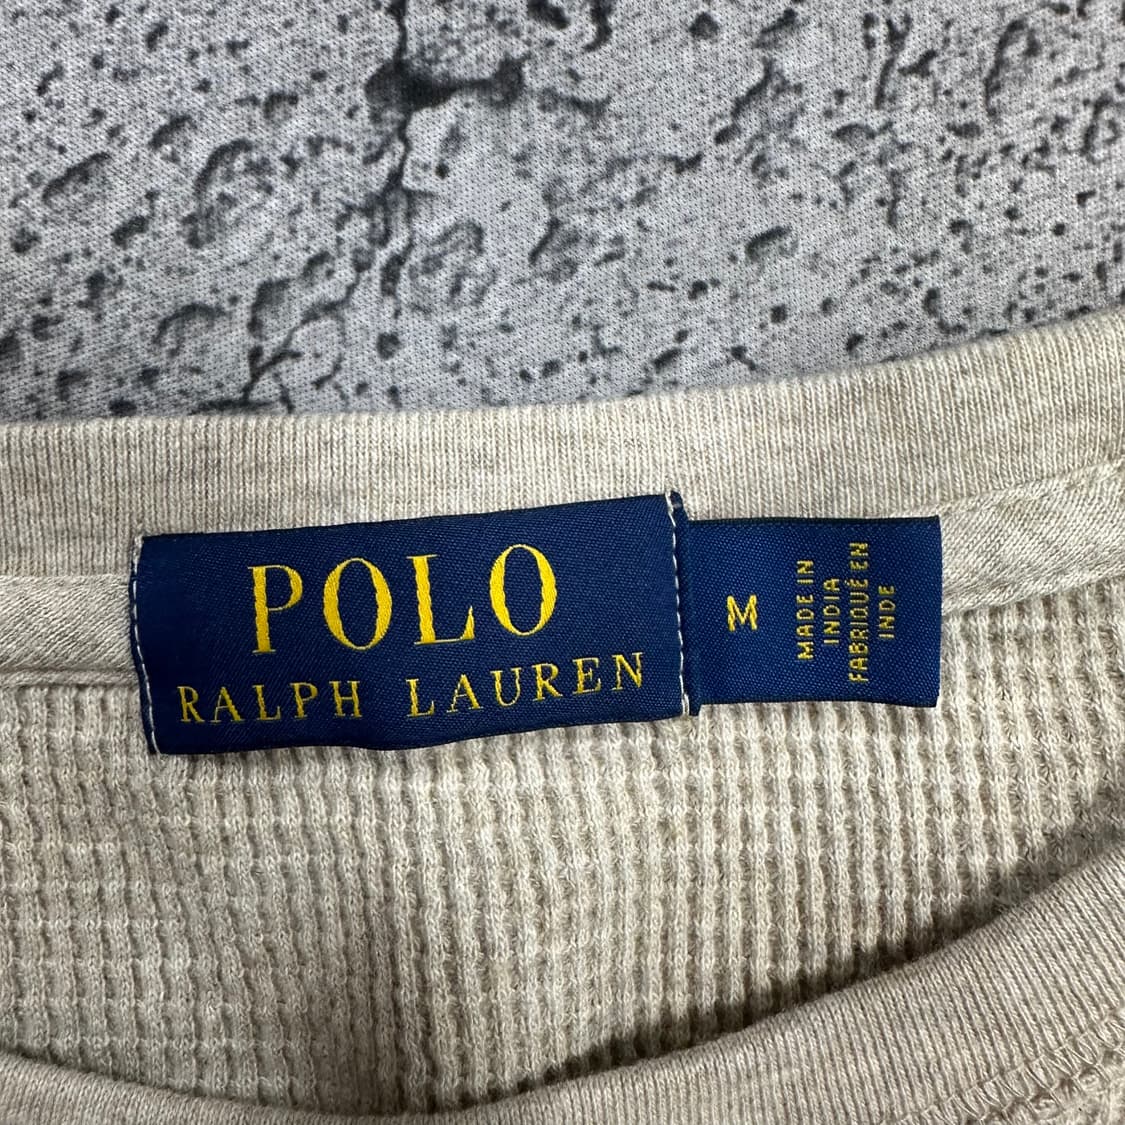 POLO
RALPH LAUREN
M
MADE IN
INDIA
FABRIQUÉ EN
INDE